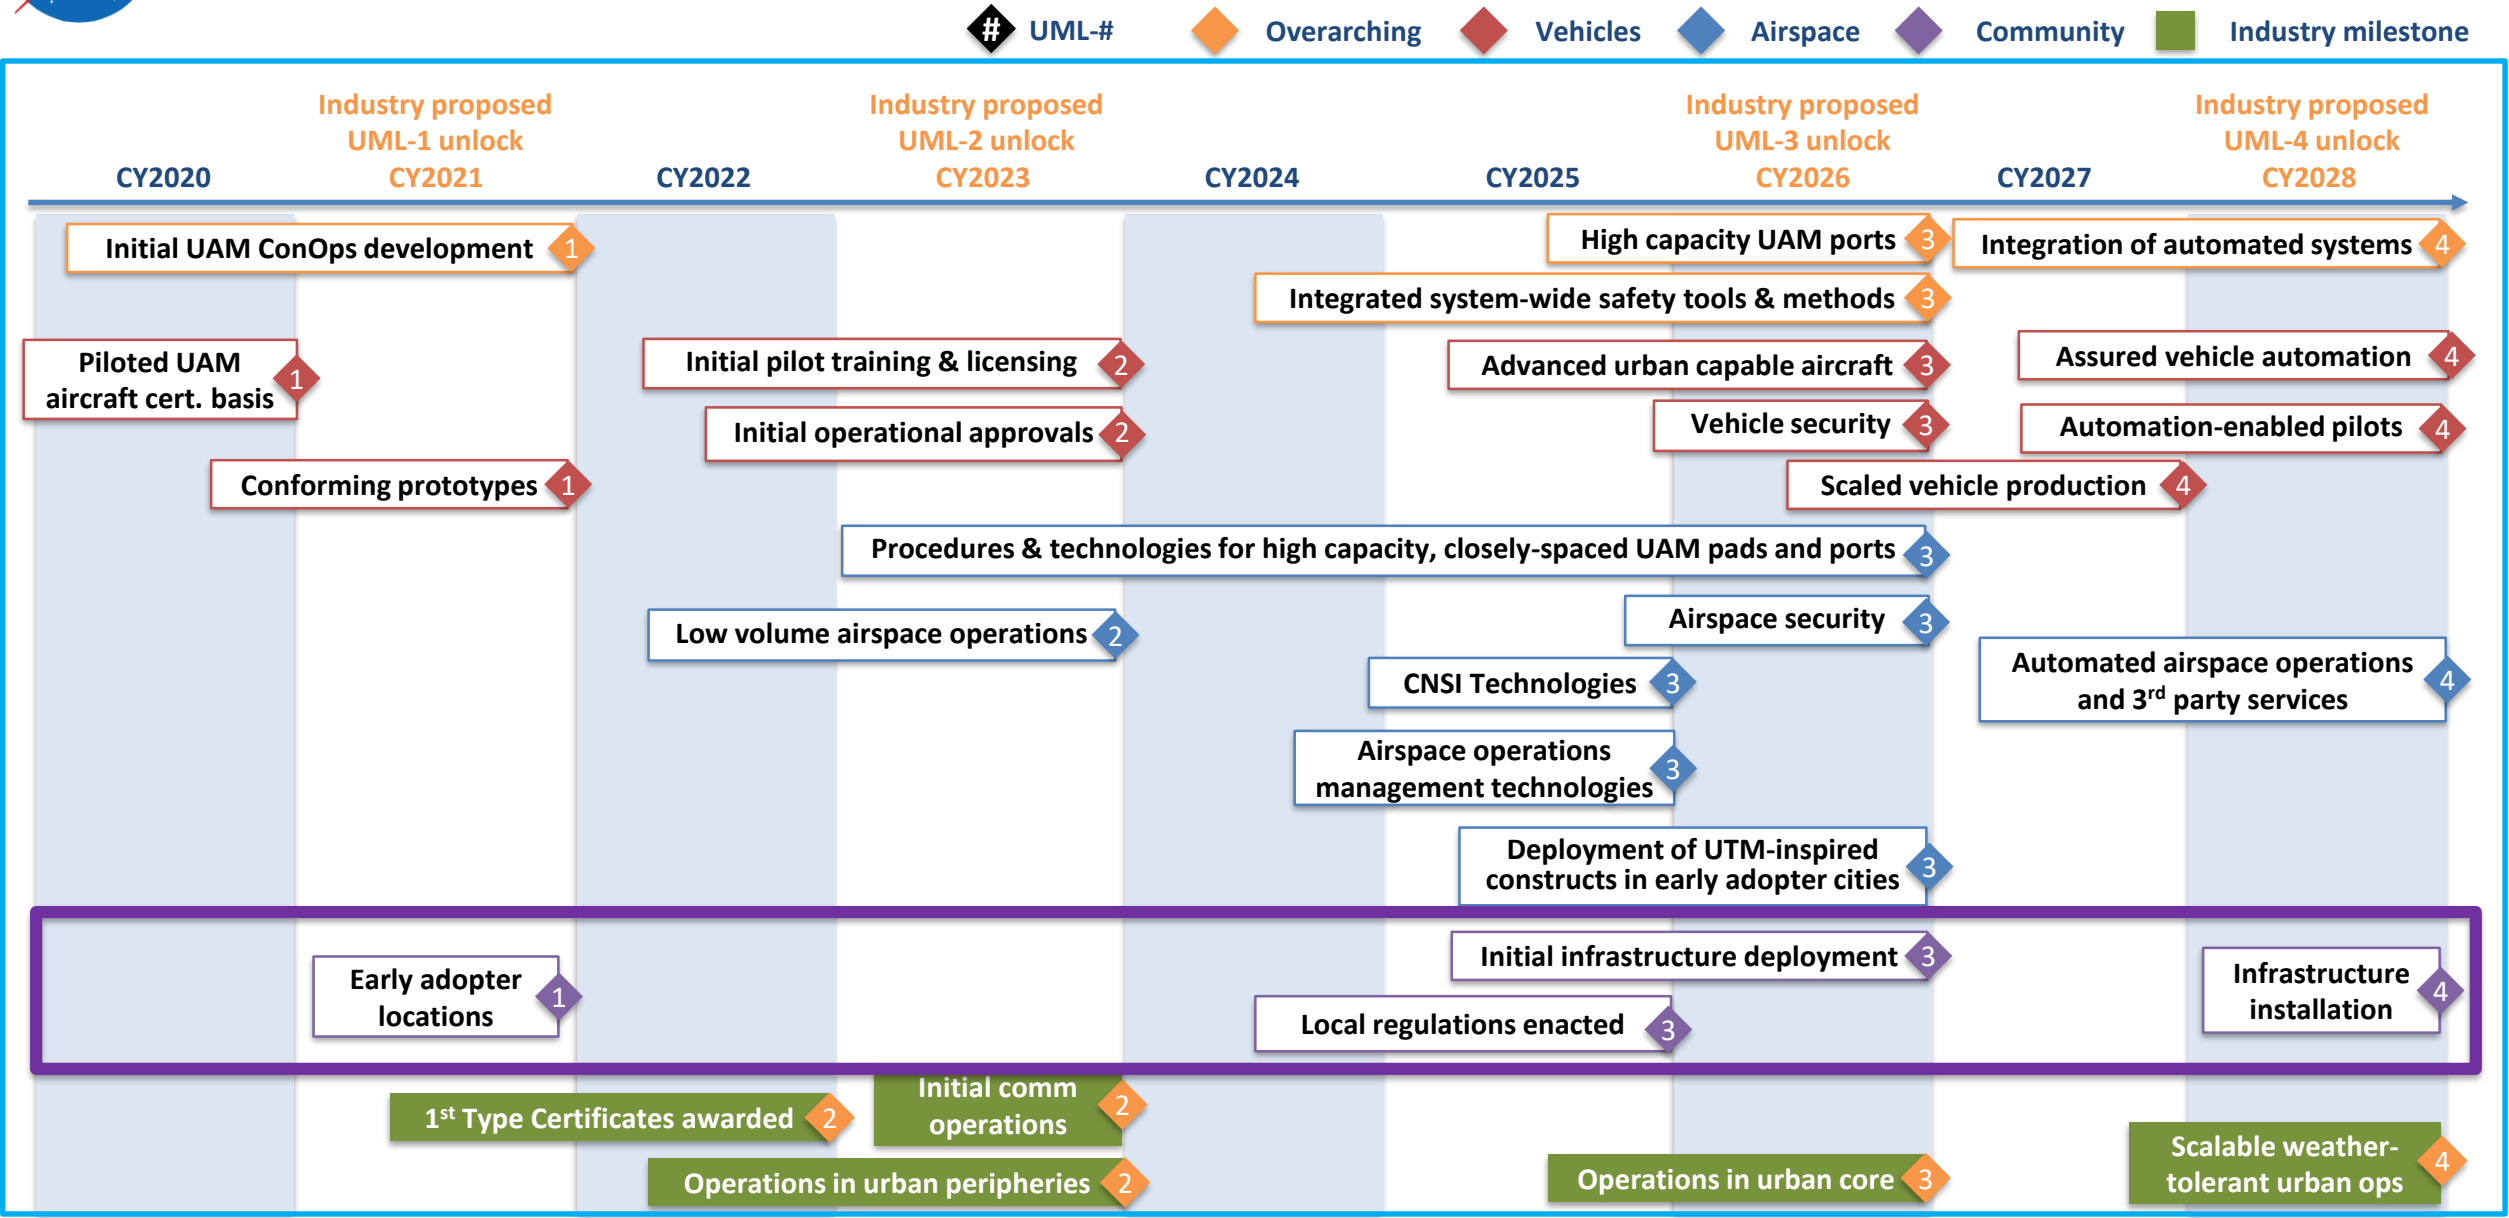 # UML-# Overarching Vehicles Airspace Community Industry milestone
Industry proposed
UML-1 unlock
CY2021
Industry proposed
UML-2 unlock
CY2023
Industry proposed
UML-3 unlock
CY2026
Industry proposed
UML-4 unlock
CY2028
CY2020
CY2022
CY2024
CY2025
CY2027
Initial UAM ConOps development 1
High capacity UAM ports 3
Integration of automated systems 4
Integrated system-wide safety tools & methods 3
Piloted UAM
aircraft cert. basis 1
Initial pilot training & licensing 2
Advanced urban capable aircraft 3
Assured vehicle automation 4
Initial operational approvals 2
Vehicle security 3
Automation-enabled pilots 4
Conforming prototypes 1
Scaled vehicle production 4
Procedures & technologies for high capacity, closely-spaced UAM pads and ports 3
Low volume airspace operations 2
Airspace security 3
CNSI Technologies 3
Automated airspace operations
and 3rd party services 4
Airspace operations
management technologies 3
Deployment of UTM-inspired
constructs in early adopter cities 3
Early adopter
locations 1
Initial infrastructure deployment 3
Local regulations enacted 3
Infrastructure
installation 4
1st Type Certificates awarded 2
Initial comm
operations 2
Operations in urban peripheries 2
Operations in urban core 3
Scalable weather-
tolerant urban ops 4